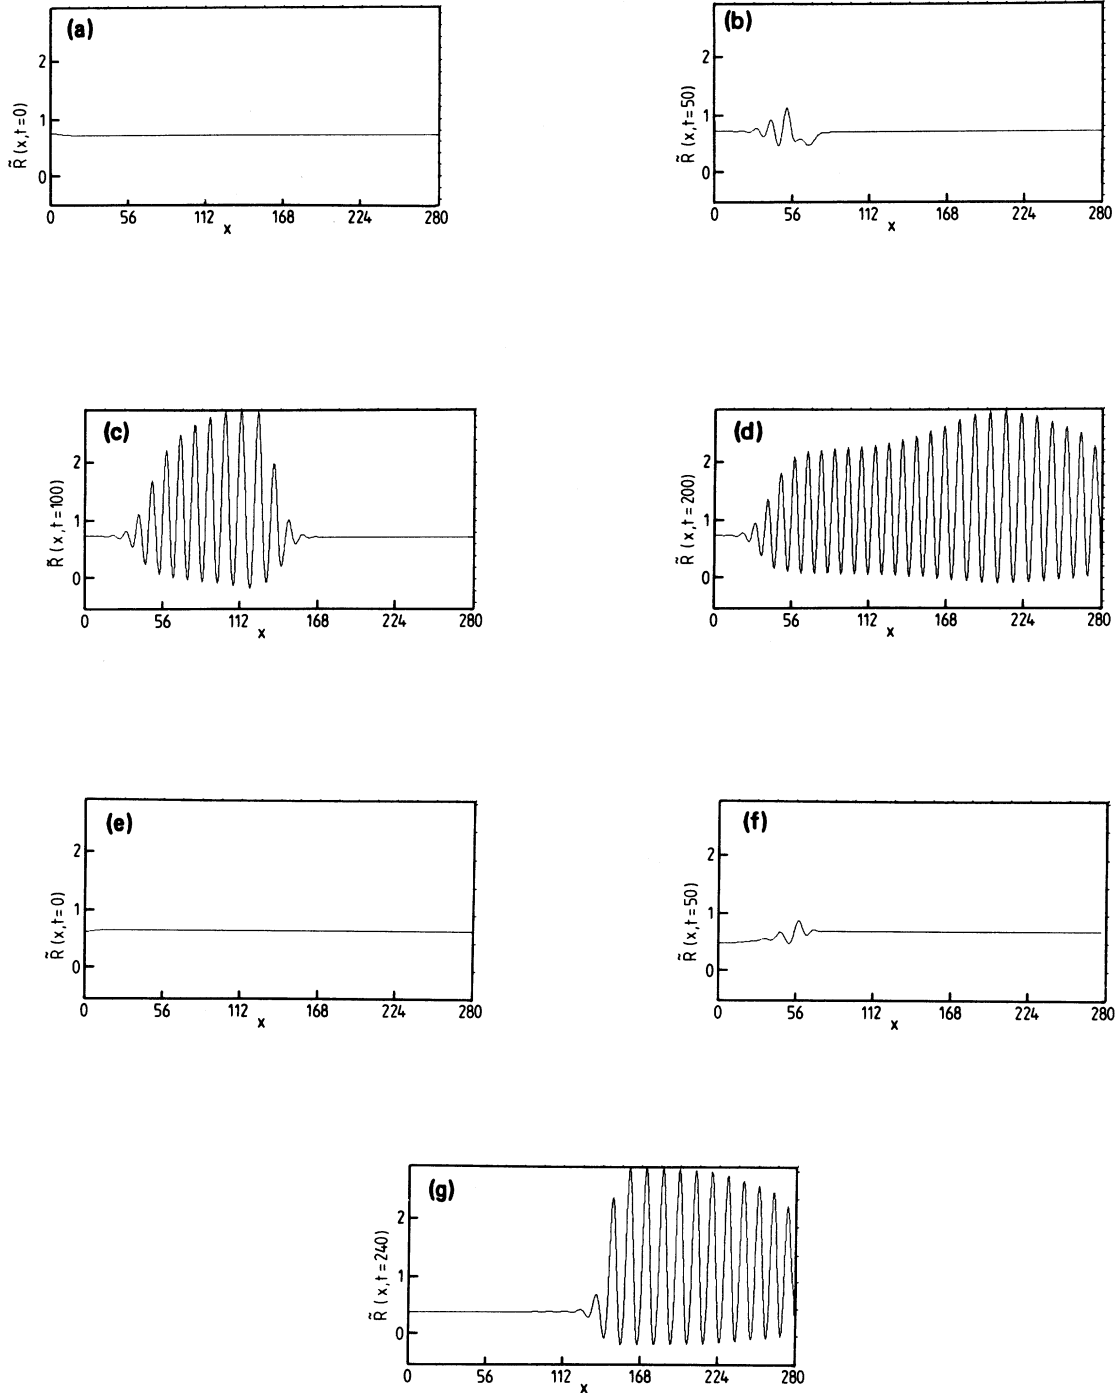 (a)
2
1
0
R̃ (x,t=0)
0 56 112 168 224 280
x
(b)
2
1
0
R̃ (x,t=50)
0 56 112 168 224 280
x
(c)
2
1
0
R̃ (x,t=100)
0 56 112 168 224 280
x
(d)
2
1
0
R̃ (x,t=200)
0 56 112 168 224 280
x
(e)
2
1
0
R̃ (x,t=0)
0 56 112 168 224 280
x
(f)
2
1
0
R̃ (x,t=50)
0 56 112 168 224 280
x
(g)
2
1
0
R̃ (x,t=240)
0 56 112 168 224 280
x